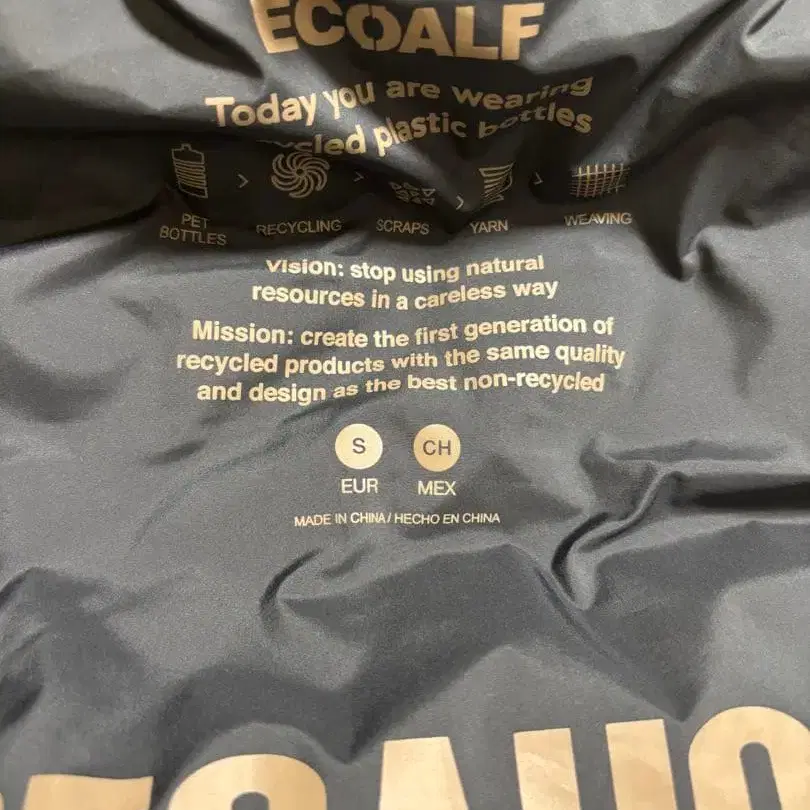 ECOALF
Today you are wearing
recycled plastic bottles
PET BOTTLES > RECYCLING > SCRAPS > YARN > WEAVING
Vision: stop using natural
resources in a careless way
Mission: create the first generation of
recycled products with the same quality
and design as the best non-recycled
S CH
EUR MEX
MADE IN CHINA / HECHO EN CHINA